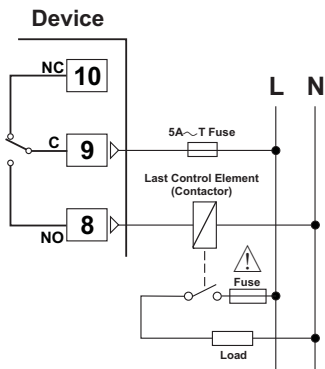 Device
NC 10
L N
C 9
5A~T Fuse
Last Control Element
(Contactor)
8
NO
Fuse
Load